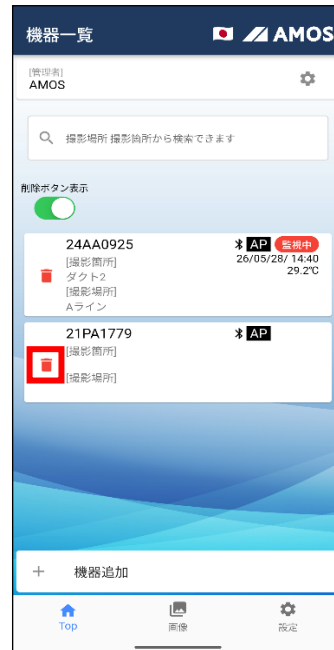 機器一覧
AMOS
[管理者]
AMOS
撮影場所 撮影箇所から検索できます
削除ボタン表示
24AA0925
AP 監視中
[撮影箇所]
26/05/28/ 14:40
ダクト2
29.2℃
[撮影場所]
Aライン
21PA1779
AP
[撮影箇所]
[撮影場所]
+ 機器追加
Top
画像
設定